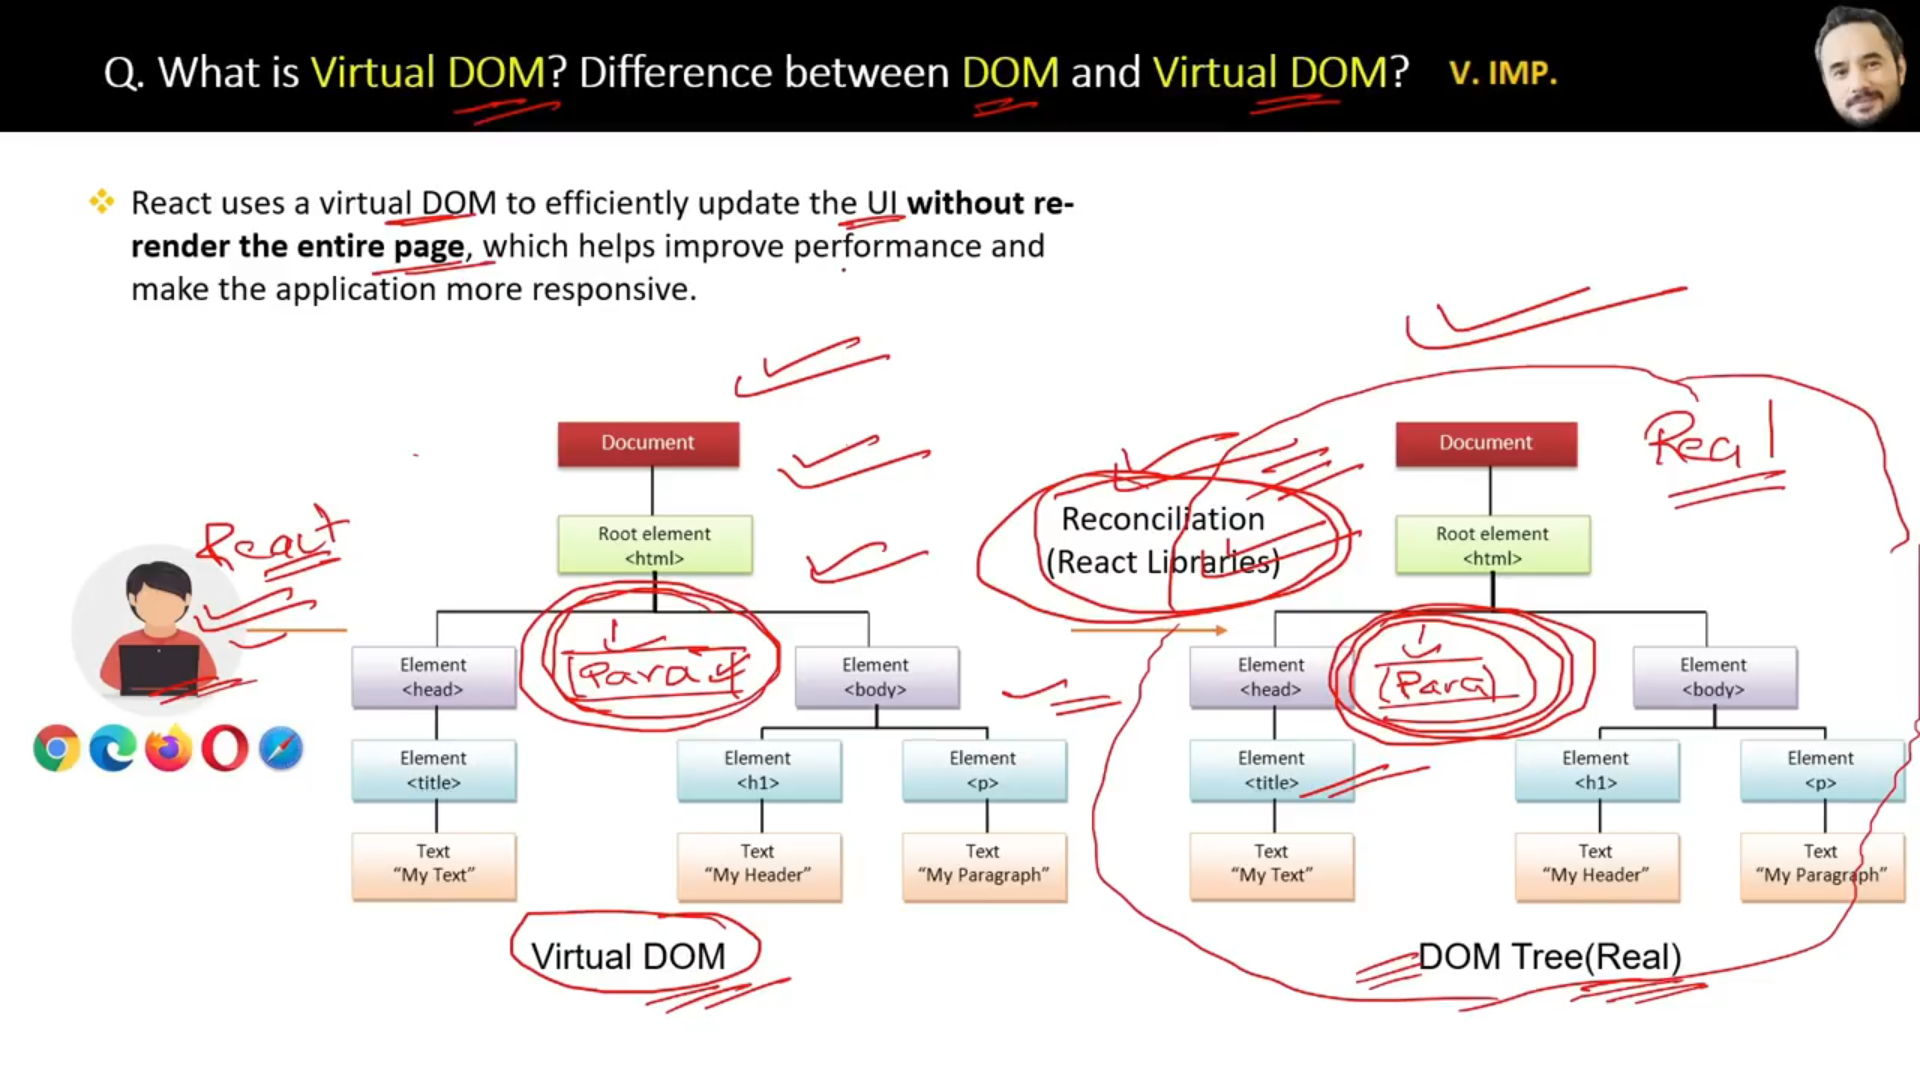 Q. What is Virtual DOM? Difference between DOM and Virtual DOM? V. IMP.
React uses a virtual DOM to efficiently update the UI without re-
render the entire page, which helps improve performance and
make the application more responsive.
React
Document
Root element
<html>
Para
Element
<head>
Element
<body>
Element
<title>
Element
<h1>
Element
<p>
Text
“My Text”
Text
“My Header”
Text
“My Paragraph”
Virtual DOM
Reconciliation
(React Libraries)
Real
Document
Root element
<html>
Para
Element
<head>
Element
<body>
Element
<title>
Element
<h1>
Element
<p>
Text
“My Text”
Text
“My Header”
Text
“My Paragraph”
DOM Tree(Real)